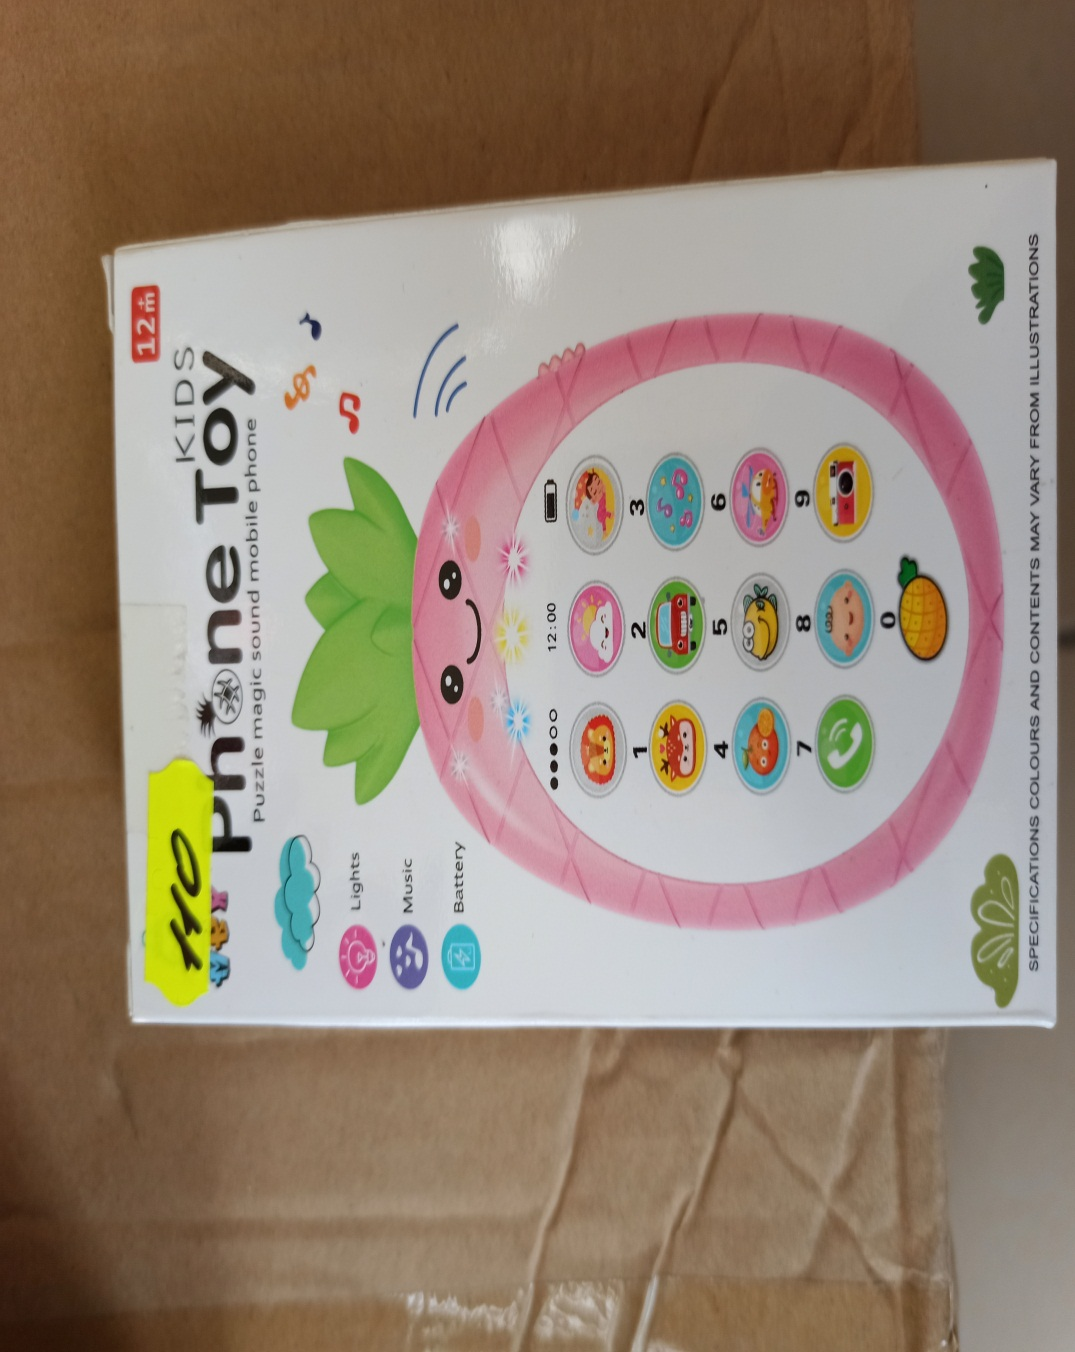 12m+
KIDS
Phone Toy
Puzzle magic sound mobile phone
110
Lights
Music
Battery
12:00
1 2 3
4 5 6
7 8 9
0
SPECIFICATIONS COLOURS AND CONTENTS MAY VARY FROM ILLUSTRATIONS